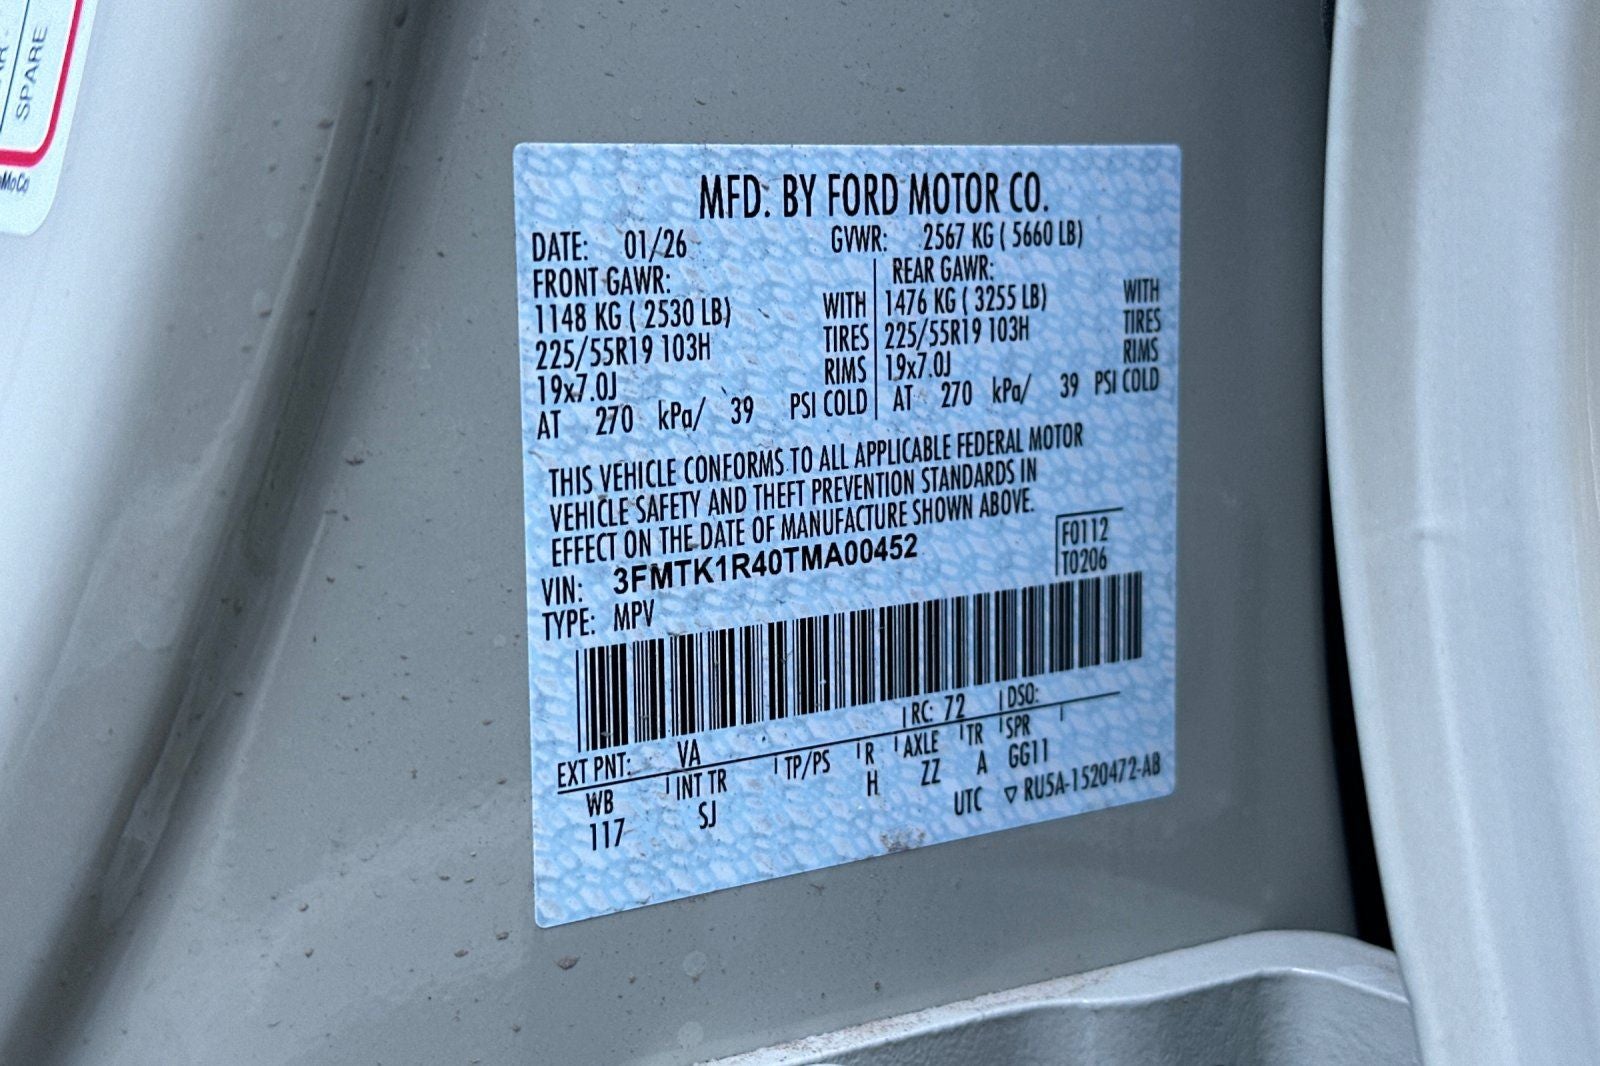 SPARE
MFD. BY FORD MOTOR CO.
DATE: 01/26 GVWR: 2567 KG ( 5660 LB)
FRONT GAWR: REAR GAWR:
1148 KG ( 2530 LB) WITH 1476 KG ( 3255 LB) WITH
225/55R19 103H TIRES 225/55R19 103H TIRES
19x7.0J RIMS 19x7.0J RIMS
AT 270 kPa/ 39 PSI COLD AT 270 kPa/ 39 PSI COLD
THIS VEHICLE CONFORMS TO ALL APPLICABLE FEDERAL MOTOR
VEHICLE SAFETY AND THEFT PREVENTION STANDARDS IN
EFFECT ON THE DATE OF MANUFACTURE SHOWN ABOVE.
VIN: 3FMTK1R40TMA00452 F0112
TYPE: MPV T0206
EXT PNT: VA RC: 72 DSO:
WB INT TR TP/PS R AXLE TR SPR
117 SJ H ZZ A GG11
UTC ▽ RU5A-1520472-AB